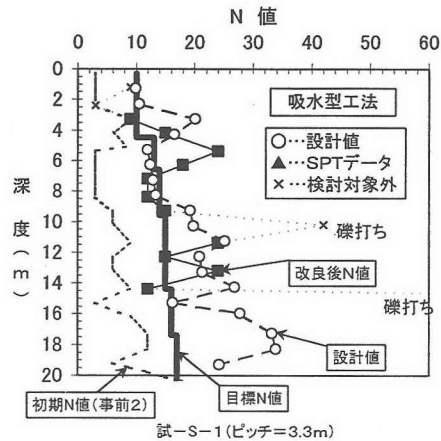 N 値
0 10 20 30 40 50 60
0
2
4
6
8
10
12
14
16
18
20
深度(m)
吸水型工法
設計値
SPTデータ
検討対象外
礫打ち
改良後N値
礫打ち
設計値
初期N値(事前2)
目標N値
試-S-1(ピッチ=3.3m)